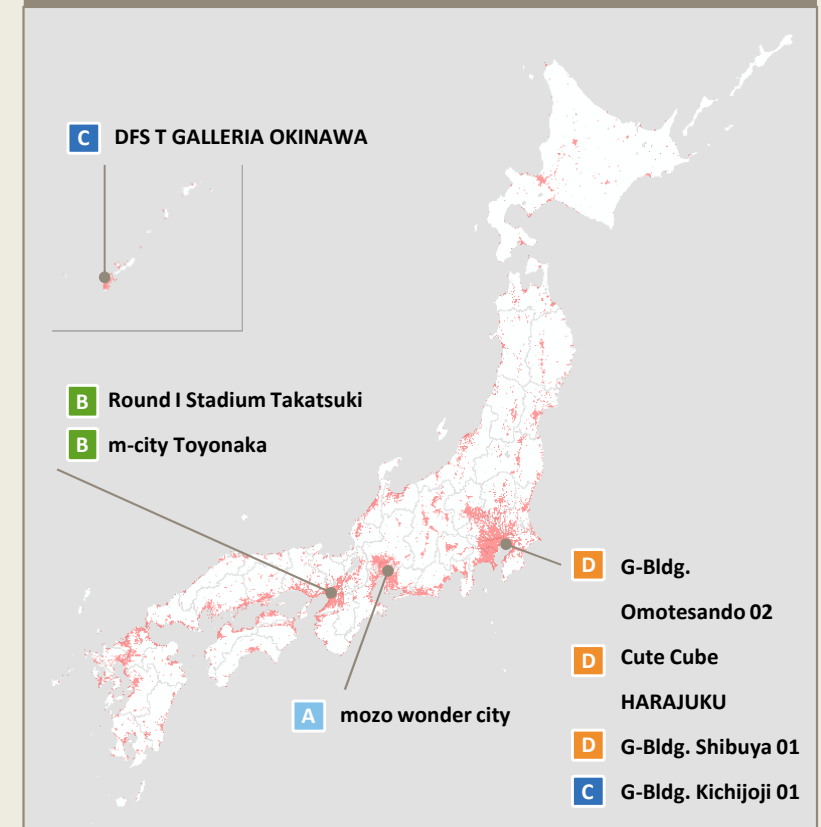 C DFS T GALLERIA OKINAWA
B Round I Stadium Takatsuki
B m-city Toyonaka
D G-Bldg.
Omotesando 02
D Cute Cube
HARAJUKU
A mozo wonder city
D G-Bldg. Shibuya 01
C G-Bldg. Kichijoji 01